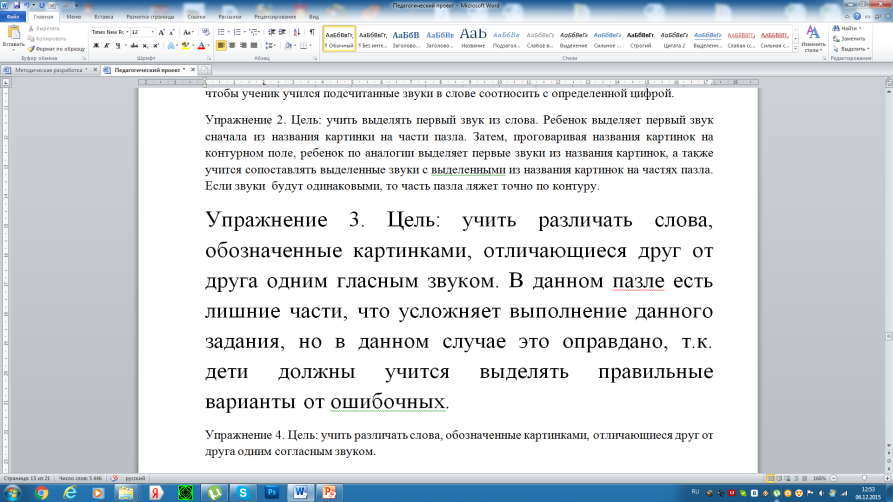 Педагогический проект - Microsoft Word
Файл Главная Меню Вставка Разметка страницы Ссылки Рассылки Рецензирование Вид
Вставить Вырезать Копировать Формат по образцу
Times New Ro 12
АаБбВвГг, АаБбВвГг, АаБбВ АаБбВв Aab АаБбВв АаБбВвГг АаБбВвГг АаБбВвГг АаБбВвГг, АаБбВвГг АаБбВвГг АаБбВвГг, АаБбВвГг,
¶ Обычный ¶ Без инте... Заголово... Заголово... Название Подзагол... Слабое в... Выделение Сильное ... Строгий Цитата 2 Выделенн... Слабая сс... Сильная с...
Изменить стили
Найти Заменить Выделить
Буфер обмена Шрифт Абзац Стили Редактирование
Методическая разработка * Педагогический проект *
чтобы ученик учился подсчитанные звуки в слове соотносить с определенной цифрой.
Упражнение 2. Цель: учить выделять первый звук из слова. Ребенок выделяет первый звук
сначала из названия картинки на части пазла. Затем, проговаривая названия картинок на
контурном поле, ребенок по аналогии выделяет первые звуки из названия картинок, а также
учится сопоставлять выделенные звуки с выделенными из названия картинок на частях пазла.
Если звуки будут одинаковыми, то часть пазла ляжет точно по контуру.
Упражнение 3. Цель: учить различать слова,
обозначенные картинками, отличающиеся друг от
друга одним гласным звуком. В данном пазле есть
лишние части, что усложняет выполнение данного
задания, но в данном случае это оправдано, т.к.
дети должны учится выделять правильные
варианты от ошибочных.
Упражнение 4. Цель: учить различать слова, обозначенные картинками, отличающиеся друг от
друга одним согласным звуком.
Страница: 15 из 21 Число слов: 5 446 русский 168%
RU 12:53
06.12.2015